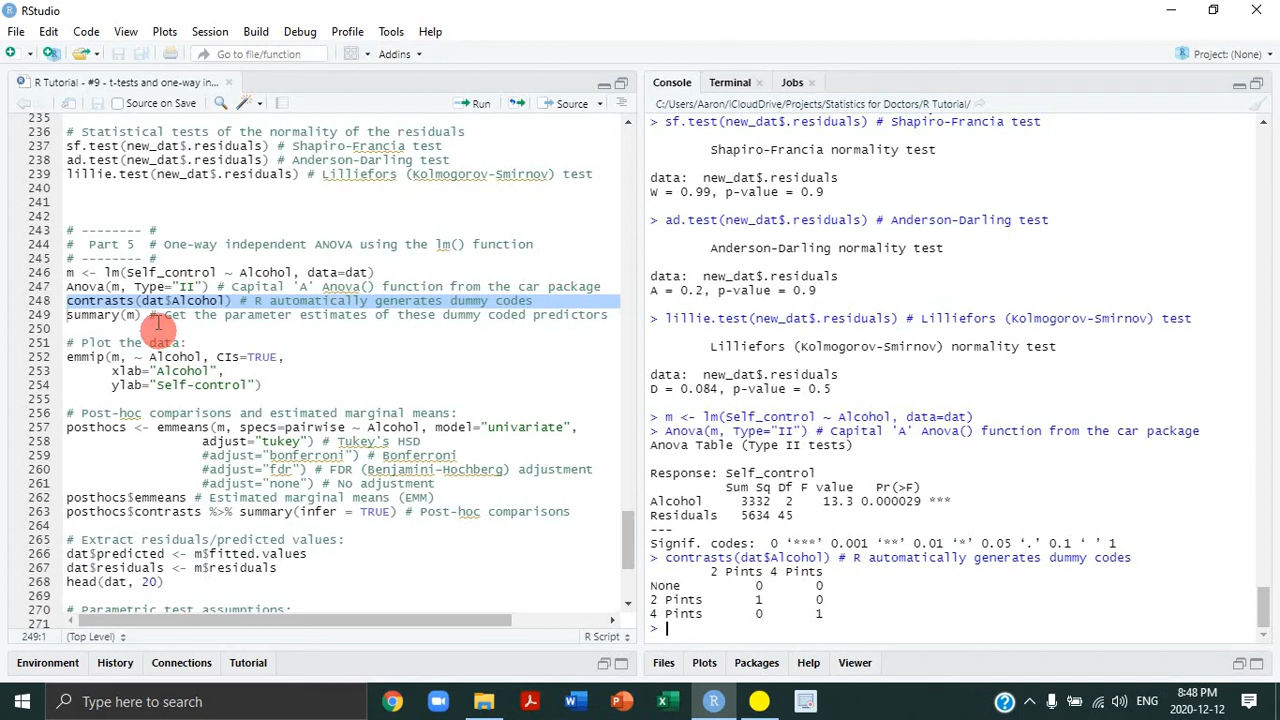 RStudio
File Edit Code View Plots Session Build Debug Profile Tools Help
Go to file/function Addins Project: (None)
R Tutorial - #9 - t-tests and one-way in...
Source on Save Run Source
235
236 # Statistical tests of the normality of the residuals
237 sf.test(new_dat$.residuals) # Shapiro-Francia test
238 ad.test(new_dat$.residuals) # Anderson-Darling test
239 lillie.test(new_dat$.residuals) # Lilliefors (Kolmogorov-Smirnov) test
240
241
242
243 # -------- #
244 #  Part 5  # One-way independent ANOVA using the lm() function
245 # -------- #
246 m <- lm(Self_control ~ Alcohol, data=dat)
247 Anova(m, Type="II") # Capital 'A' Anova() function from the car package
248 contrasts(dat$Alcohol) # R automatically generates dummy codes
249 summary(m) # Get the parameter estimates of these dummy coded predictors
250
251 # Plot the data:
252 emmip(m, ~ Alcohol, CIs=TRUE,
253 xlab="Alcohol",
254 ylab="Self-control")
255
256 # Post-hoc comparisons and estimated marginal means:
257 posthocs <- emmeans(m, specs=pairwise ~ Alcohol, model="univariate",
258 adjust="tukey") # Tukey's HSD
259 #adjust="bonferroni") # Bonferroni
260 #adjust="fdr") # FDR (Benjamini-Hochberg) adjustment
261 #adjust="none") # No adjustment
262 posthocs$emmeans # Estimated marginal means (EMM)
263 posthocs$contrasts %>% summary(infer = TRUE) # Post-hoc comparisons
264
265 # Extract residuals/predicted values:
266 dat$predicted <- m$fitted.values
267 dat$residuals <- m$residuals
268 head(dat, 20)
269
270 # Parametric test assumptions:
271
249:1 (Top Level) R Script
Environment History Connections Tutorial
Console Terminal Jobs
C:/Users/Aaron/iCloudDrive/Projects/Statistics for Doctors/R Tutorial/
> sf.test(new_dat$.residuals) # Shapiro-Francia test
Shapiro-Francia normality test
data:  new_dat$.residuals
W = 0.99, p-value = 0.9
> ad.test(new_dat$.residuals) # Anderson-Darling test
Anderson-Darling normality test
data:  new_dat$.residuals
A = 0.2, p-value = 0.9
> lillie.test(new_dat$.residuals) # Lilliefors (Kolmogorov-Smirnov) test
Lilliefors (Kolmogorov-Smirnov) normality test
data:  new_dat$.residuals
D = 0.084, p-value = 0.5
> m <- lm(Self_control ~ Alcohol, data=dat)
> Anova(m, Type="II") # Capital 'A' Anova() function from the car package
Anova Table (Type II tests)
Response: Self_control
Sum Sq Df F value Pr(>F)
Alcohol 3332 2 13.3 0.000029 ***
Residuals 5634 45
---
Signif. codes:  0 ‘***’ 0.001 ‘**’ 0.01 ‘*’ 0.05 ‘.’ 0.1 ‘ ’ 1
> contrasts(dat$Alcohol) # R automatically generates dummy codes
2 Pints 4 Pints
None 0 0
2 Pints 1 0
4 Pints 0 1
>
Files Plots Packages Help Viewer
Type here to search
ENG
8:48 PM
2020-12-12